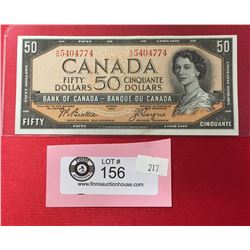 50 A/H 5404774 A/H 5404774 50
CANADA
FIFTY DOLLARS 50 CINQUANTE DOLLARS
BANK OF CANADA - BANQUE DU CANADA
FIFTY CINQUANTE
LOT #
156
217
www.finnsauctionhouse.com